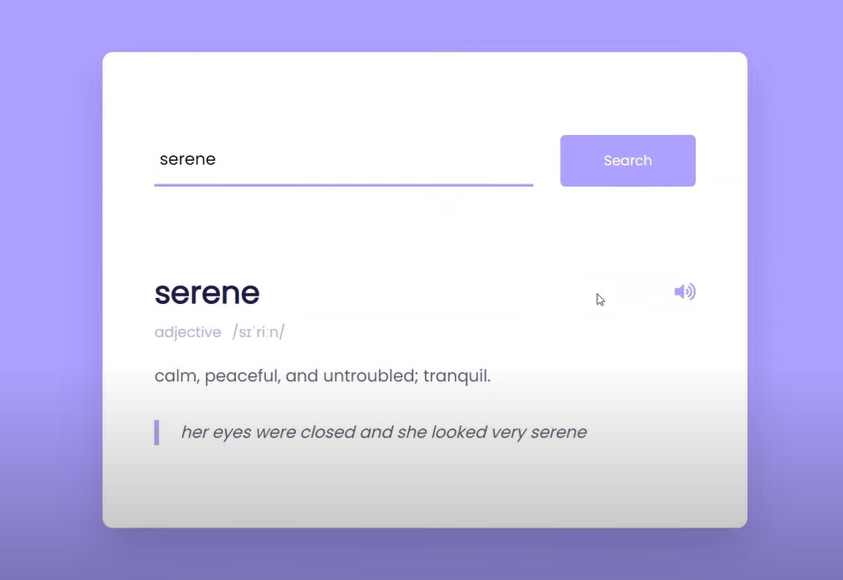 serene
Search
serene
adjective /sɪˈriːn/
calm, peaceful, and untroubled; tranquil.
her eyes were closed and she looked very serene